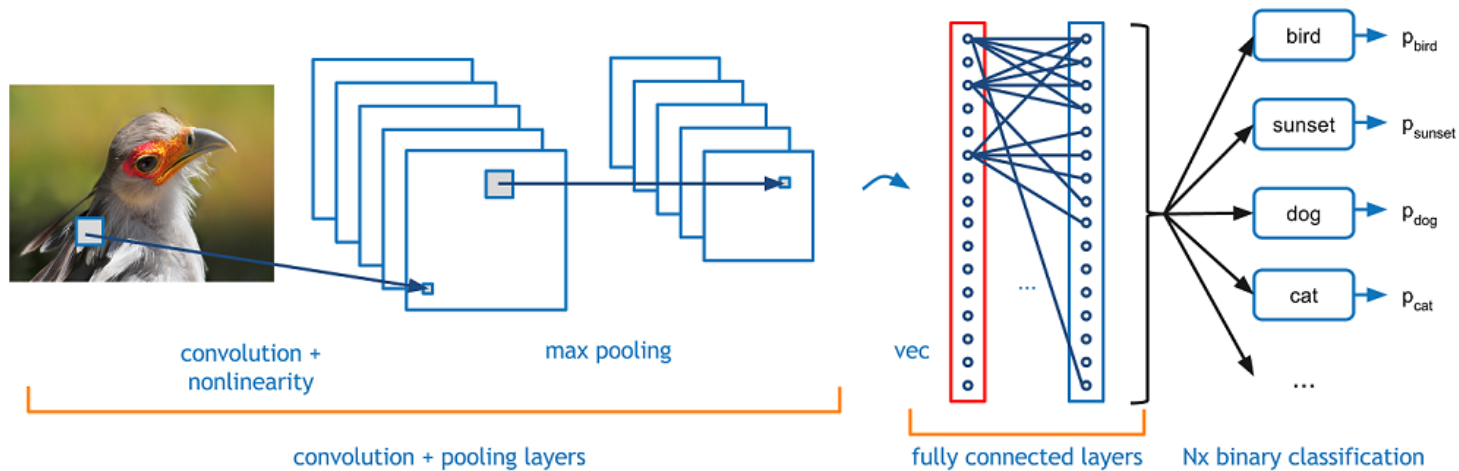 bird
p_bird
sunset
p_sunset
dog
p_dog
cat
p_cat
...
...
convolution +
nonlinearity
max pooling
vec
convolution + pooling layers
fully connected layers
Nx binary classification